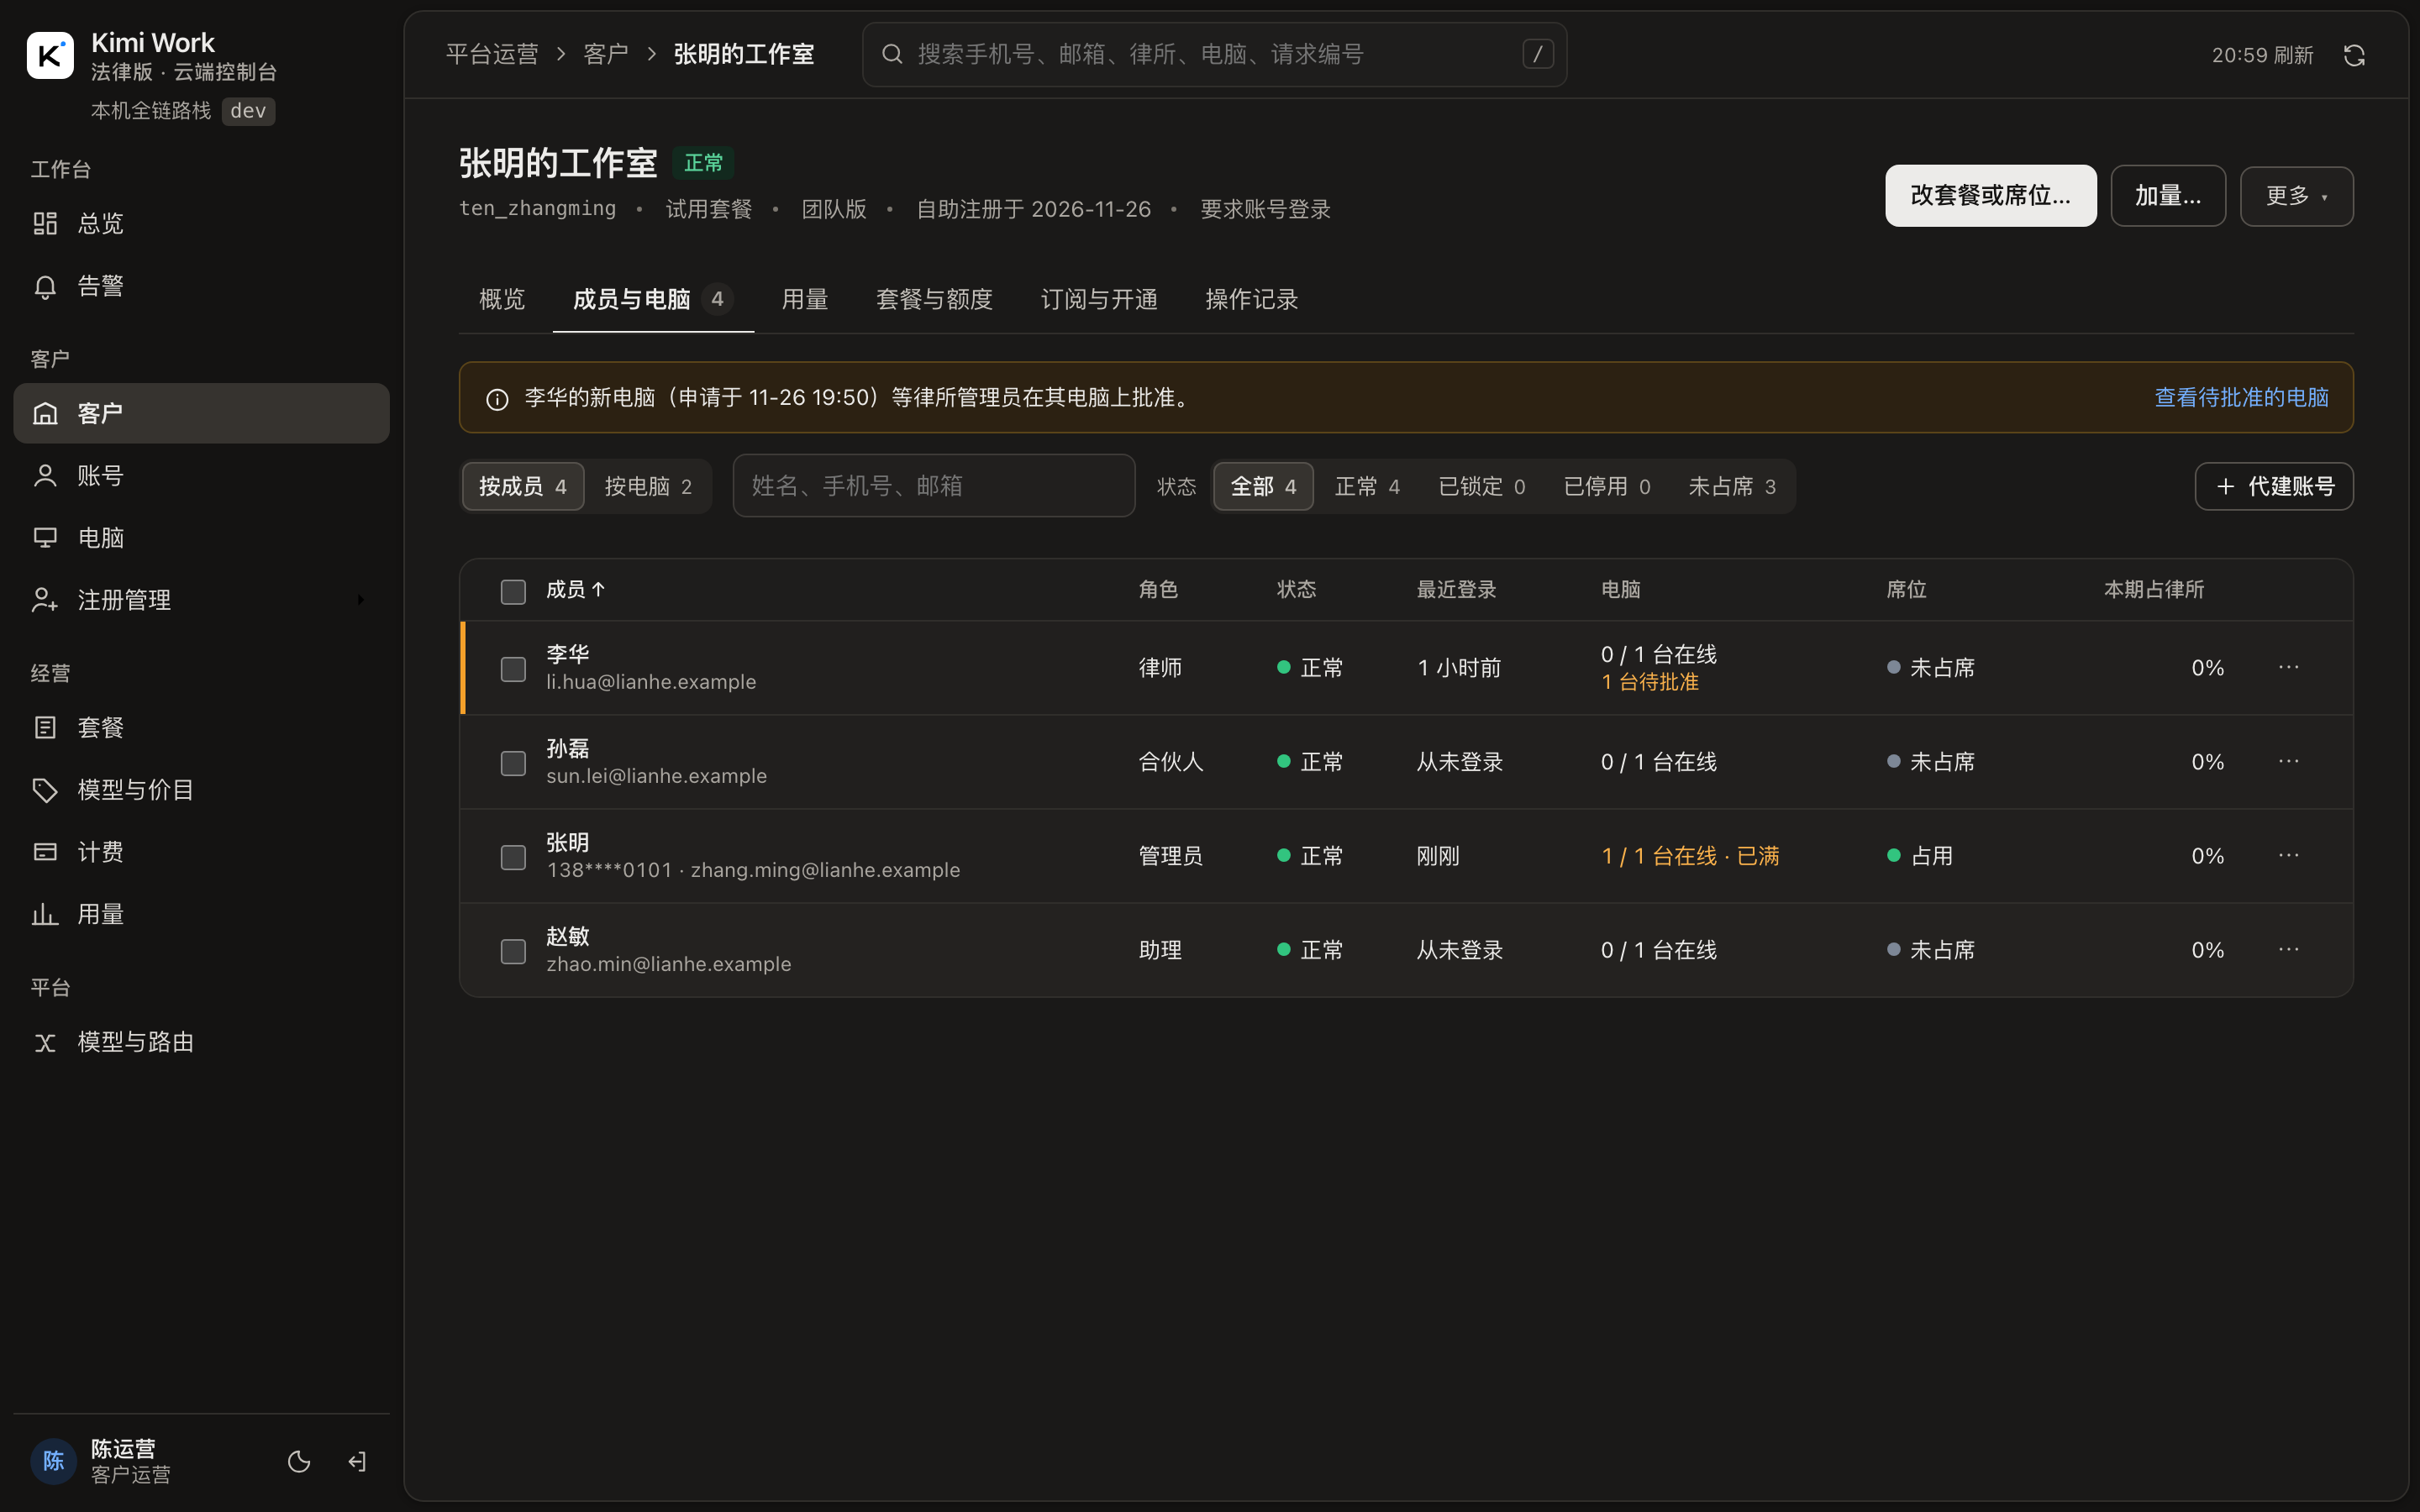 Kimi Work
法律版 · 云端控制台
本机全链路栈 dev
工作台
总览
告警
客户
客户
账号
电脑
注册管理
经营
套餐
模型与价目
计费
用量
平台
模型与路由
陈 陈运营
客户运营
平台运营 > 客户 > 张明的工作室
搜索手机号、邮箱、律所、电脑、请求编号 /
20:59 刷新
张明的工作室 正常
ten_zhangming • 试用套餐 • 团队版 • 自助注册于 2026-11-26 • 要求账号登录
改套餐或席位... 加量... 更多 ▾
概览 成员与电脑 4 用量 套餐与额度 订阅与开通 操作记录
李华的新电脑（申请于 11-26 19:50）等律所管理员在其电脑上批准。 查看待批准的电脑
按成员 4 按电脑 2 姓名、手机号、邮箱 状态 全部 4 正常 4 已锁定 0 已停用 0 未占席 3 + 代建账号
成员 ↑ 角色 状态 最近登录 电脑 席位 本期占律所
李华 律师 正常 1 小时前 0 / 1 台在线 未占席 0% ···
li.hua@lianhe.example 1 台待批准
孙磊 合伙人 正常 从未登录 0 / 1 台在线 未占席 0% ···
sun.lei@lianhe.example
张明 管理员 正常 刚刚 1 / 1 台在线 · 已满 占用 0% ···
138****0101 · zhang.ming@lianhe.example
赵敏 助理 正常 从未登录 0 / 1 台在线 未占席 0% ···
zhao.min@lianhe.example